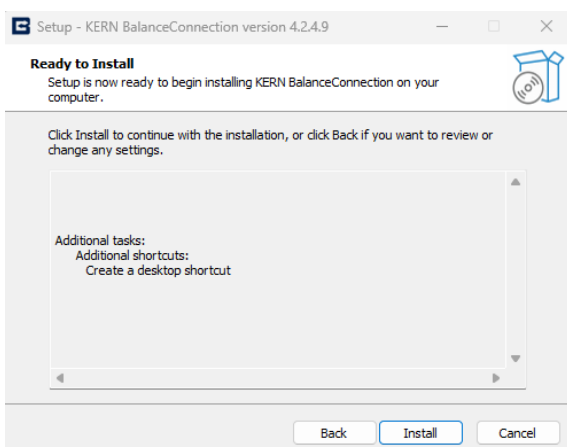 Setup - KERN BalanceConnection version 4.2.4.9
Ready to Install
Setup is now ready to begin installing KERN BalanceConnection on your
computer.
Click Install to continue with the installation, or click Back if you want to review or
change any settings.
Additional tasks:
Additional shortcuts:
Create a desktop shortcut
Back Install Cancel